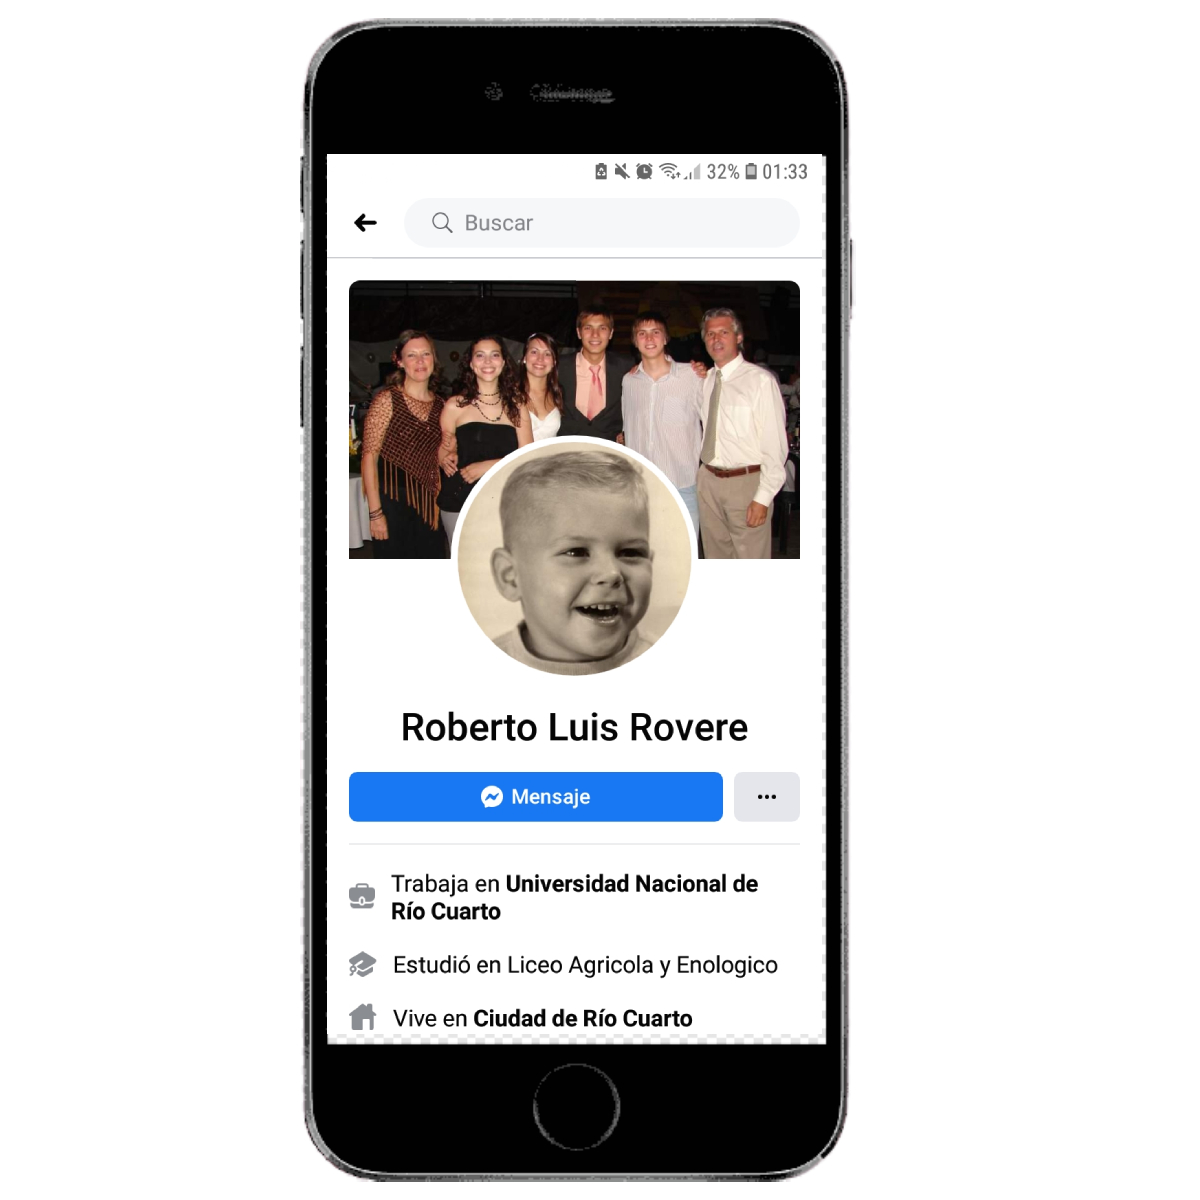 32% 01:33
Buscar
Roberto Luis Rovere
Mensaje
Trabaja en Universidad Nacional de
Río Cuarto
Estudió en Liceo Agricola y Enologico
Vive en Ciudad de Río Cuarto